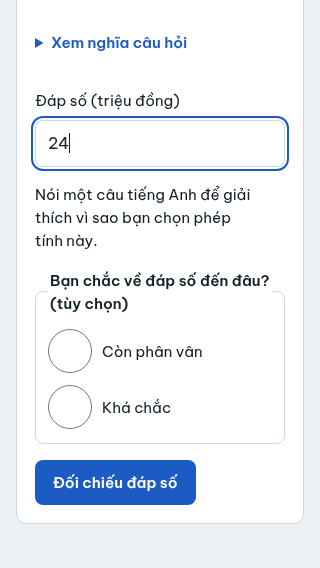 Xem nghĩa câu hỏi
Đáp số (triệu đồng)
24
Nói một câu tiếng Anh để giải
thích vì sao bạn chọn phép
tính này.
Bạn chắc về đáp số đến đâu?
(tùy chọn)
Còn phân vân
Khá chắc
Đối chiếu đáp số